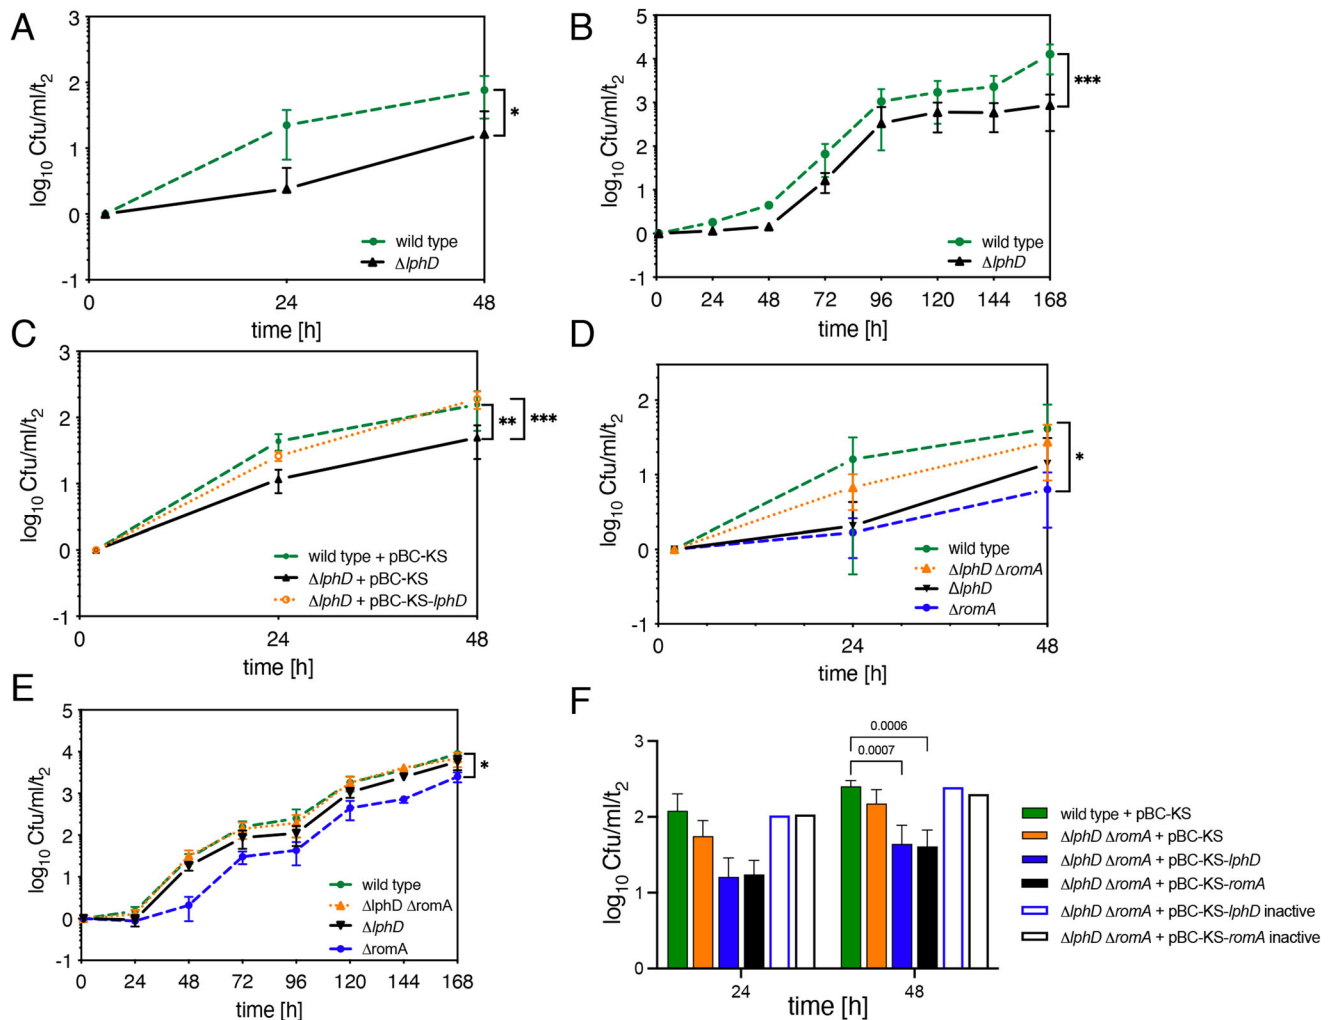 A
log10 Cfu/ml/t2
3
2
1
0
-1
*
wild type
ΔlphD
0 24 48
time [h]
B
log10 Cfu/ml/t2
5
4
3
2
1
0
-1
***
wild type
ΔlphD
0 24 48 72 96 120 144 168
time [h]
C
log10 Cfu/ml/t2
3
2
1
0
-1
** ***
wild type + pBC-KS
ΔlphD + pBC-KS
ΔlphD + pBC-KS-lphD
0 24 48
time [h]
D
log10 Cfu/ml/t2
2
1
0
-1
*
wild type
ΔlphD ΔromA
ΔlphD
ΔromA
0 24 48
time [h]
E
log10 Cfu/ml/t2
5
4
3
2
1
0
-1
*
wild type
ΔlphD ΔromA
ΔlphD
ΔromA
0 24 48 72 96 120 144 168
time [h]
F
log10 Cfu/ml/t2
3
2
1
0
0.0006
0.0007
24 48
time [h]
wild type + pBC-KS
ΔlphD ΔromA + pBC-KS
ΔlphD ΔromA + pBC-KS-lphD
ΔlphD ΔromA + pBC-KS-romA
ΔlphD ΔromA + pBC-KS-lphD inactive
ΔlphD ΔromA + pBC-KS-romA inactive